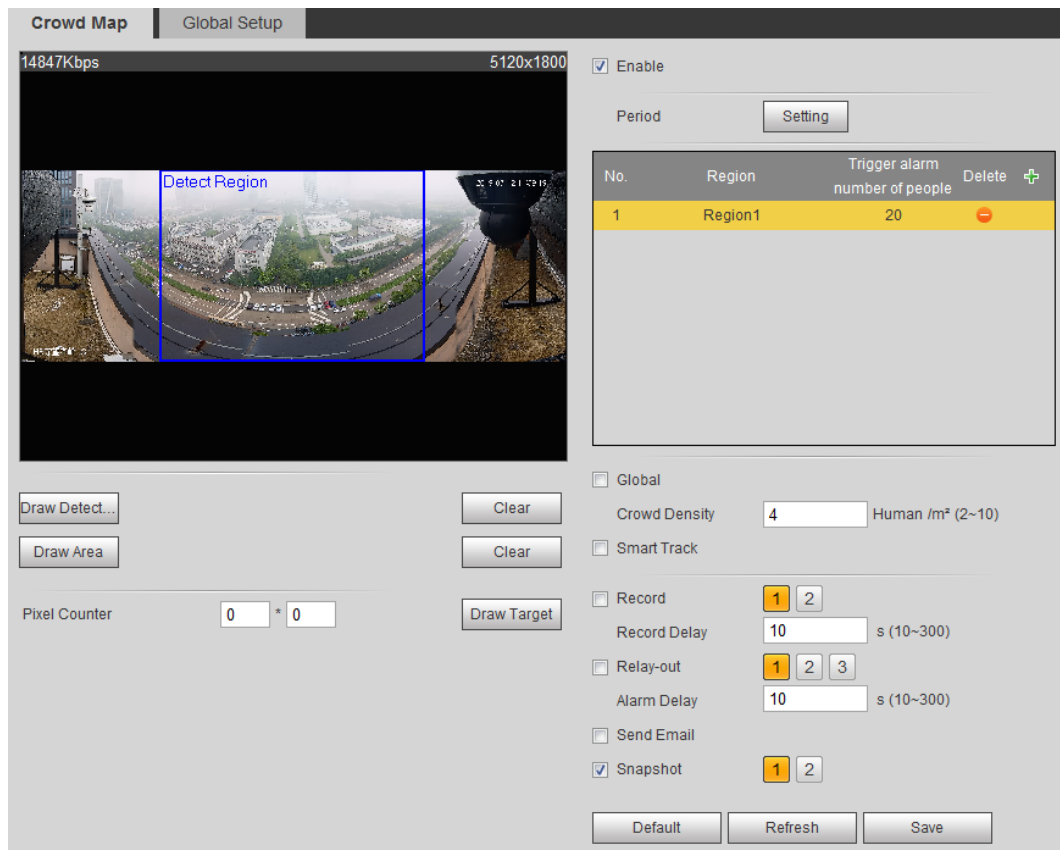 Crowd Map
Global Setup
14847Kbps
5120x1800
Detect Region
Draw Detect...
Clear
Draw Area
Clear
Pixel Counter
0 * 0
Draw Target
Enable
Period
Setting
No. Region Trigger alarm number of people Delete
1 Region1 20
Global
Crowd Density 4 Human /m² (2~10)
Smart Track
Record 1 2
Record Delay 10 s (10~300)
Relay-out 1 2 3
Alarm Delay 10 s (10~300)
Send Email
Snapshot 1 2
Default Refresh Save